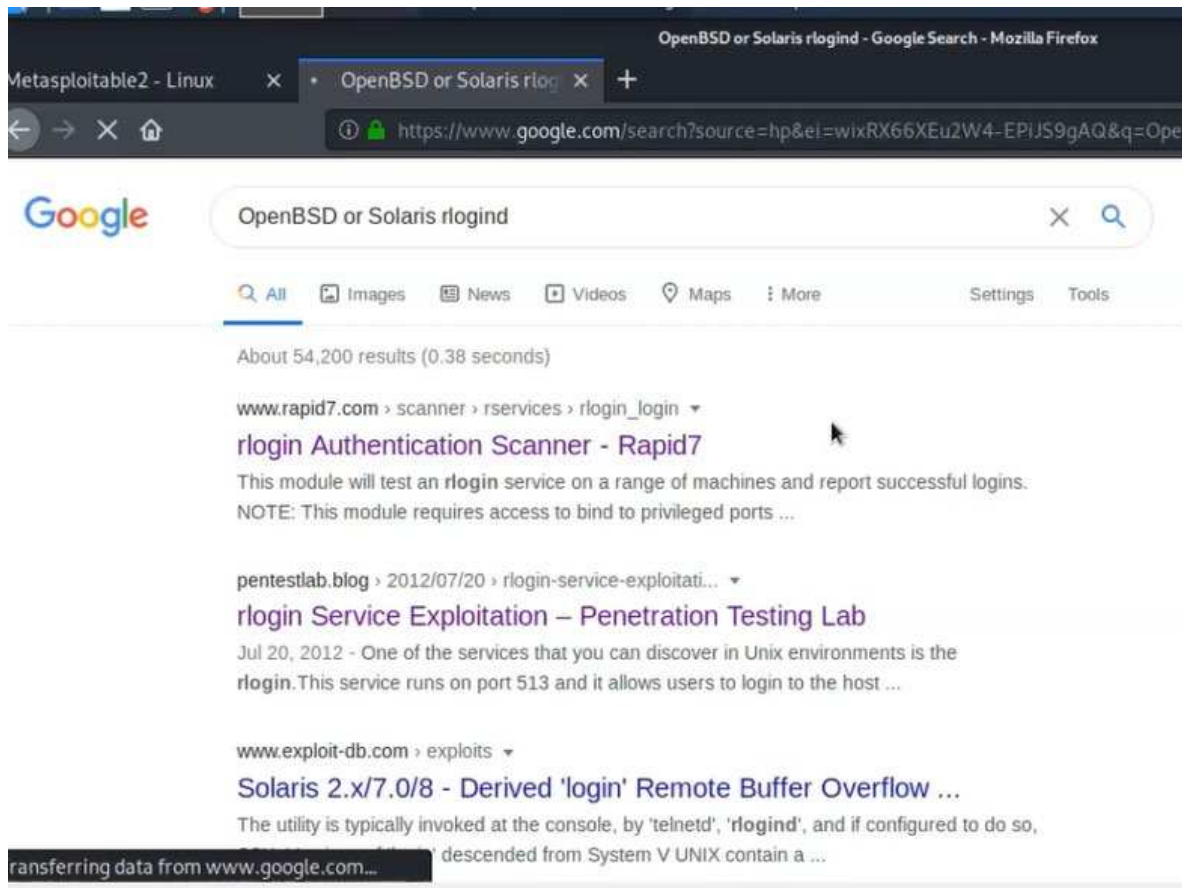 OpenBSD or Solaris rlogind - Google Search - Mozilla Firefox
Metasploitable2 - Linux × OpenBSD or Solaris rlog × +
https://www.google.com/search?source=hp&ei=wixRX66XEu2W4-EPiJS9gAQ&q=Ope
Google OpenBSD or Solaris rlogind
All Images News Videos Maps More Settings Tools
About 54,200 results (0.38 seconds)
www.rapid7.com › scanner › rservices › rlogin_login
rlogin Authentication Scanner - Rapid7
This module will test an rlogin service on a range of machines and report successful logins.
NOTE: This module requires access to bind to privileged ports ...
pentestlab.blog › 2012/07/20 › rlogin-service-exploitati...
rlogin Service Exploitation – Penetration Testing Lab
Jul 20, 2012 - One of the services that you can discover in Unix environments is the
rlogin.This service runs on port 513 and it allows users to login to the host ...
www.exploit-db.com › exploits
Solaris 2.x/7.0/8 - Derived 'login' Remote Buffer Overflow ...
The utility is typically invoked at the console, by 'telnetd', 'rlogind', and if configured to do so,
descended from System V UNIX contain a ...
ransferring data from www.google.com...